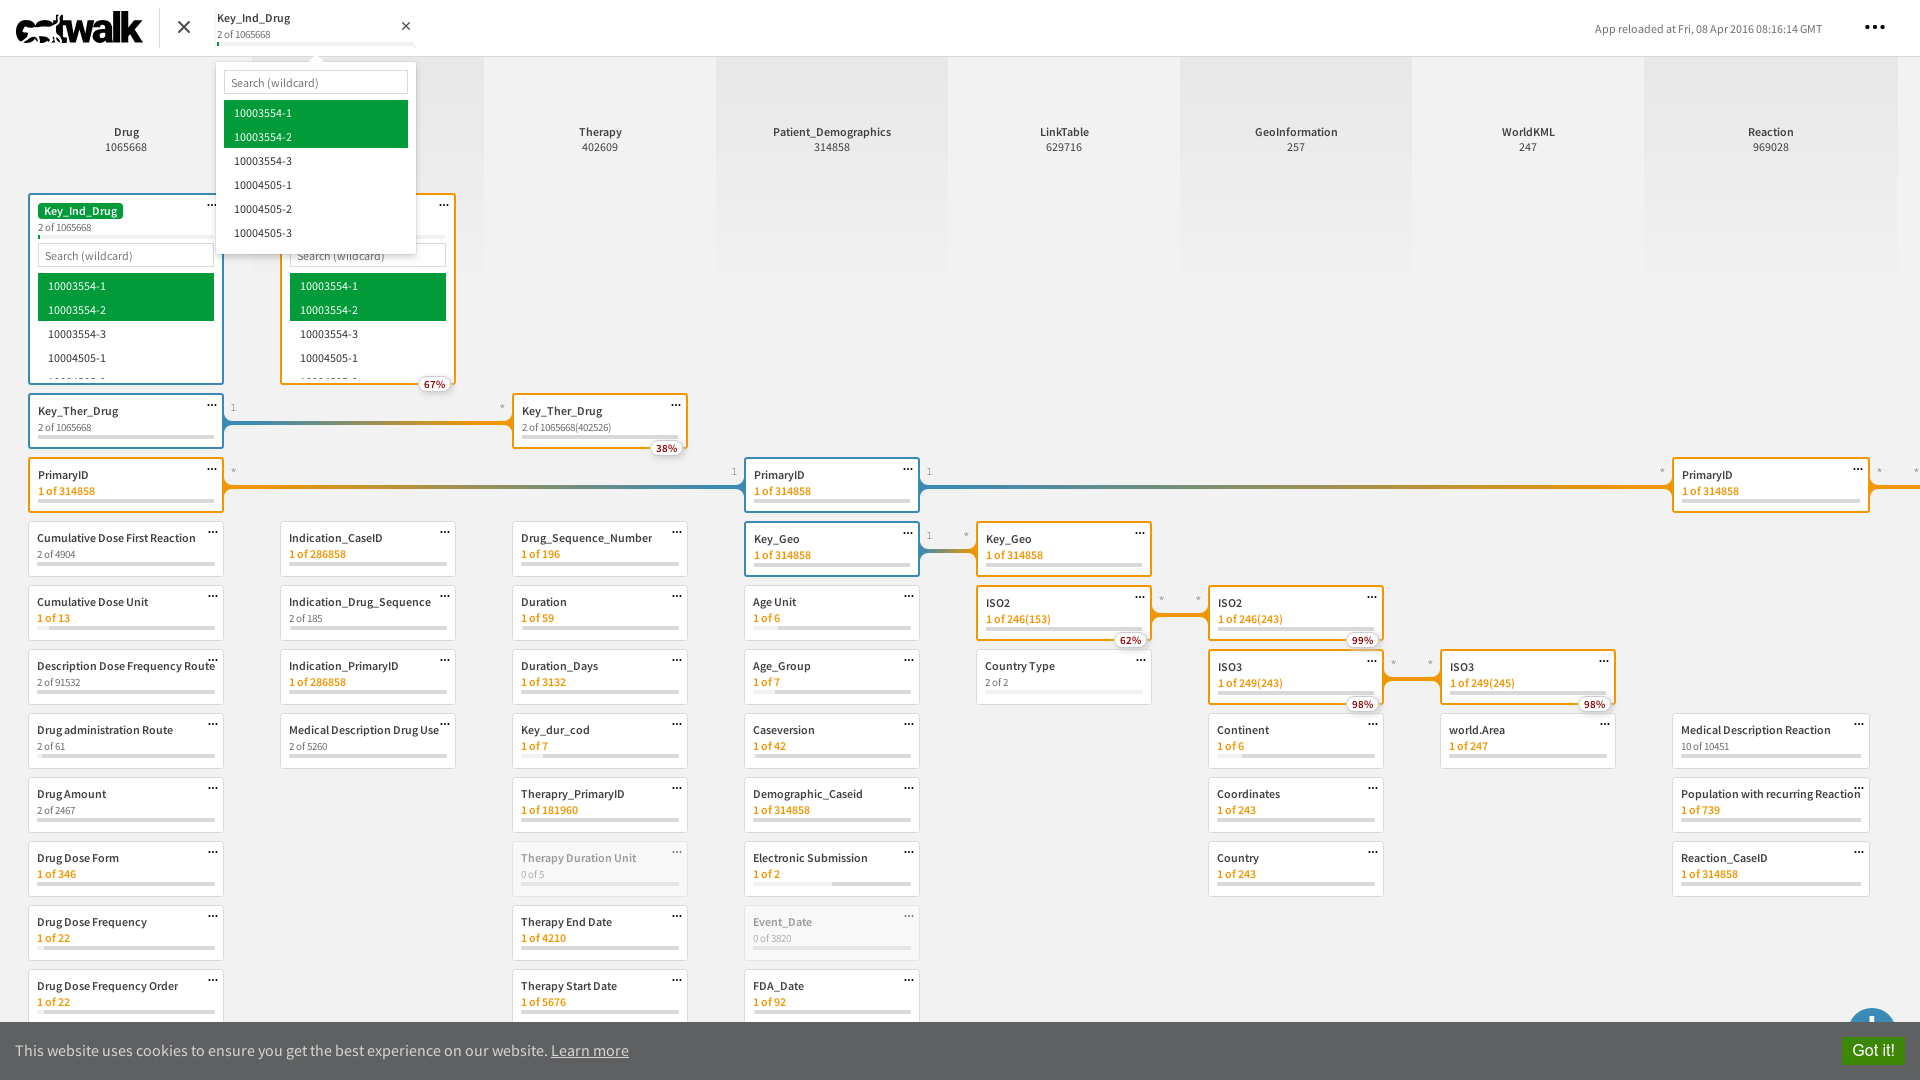 catwalk
Key_Ind_Drug
2 of 1065668
App reloaded at Fri, 08 Apr 2016 08:16:14 GMT
Search (wildcard)
10003554-1
10003554-2
10003554-3
10004505-1
10004505-2
10004505-3
Drug
1065668
Therapy
402609
Patient_Demographics
314858
LinkTable
629716
GeoInformation
257
WorldKML
247
Reaction
969028
Key_Ind_Drug
2 of 1065668
Search (wildcard)
10003554-1
10003554-2
10003554-3
10004505-1
Search (wildcard)
10003554-1
10003554-2
10003554-3
10004505-1
67%
Key_Ther_Drug
2 of 1065668
1
*
Key_Ther_Drug
2 of 1065668(402526)
38%
PrimaryID
1 of 314858
*
1
PrimaryID
1 of 314858
1
*
PrimaryID
1 of 314858
*
*
Cumulative Dose First Reaction
2 of 4904
Indication_CaseID
1 of 286858
Drug_Sequence_Number
1 of 196
Key_Geo
1 of 314858
1
*
Key_Geo
1 of 314858
Cumulative Dose Unit
1 of 13
Indication_Drug_Sequence
2 of 185
Duration
1 of 59
Age Unit
1 of 6
ISO2
1 of 246(153)
62%
*
*
ISO2
1 of 246(243)
99%
Description Dose Frequency Route
2 of 91532
Indication_PrimaryID
1 of 286858
Duration_Days
1 of 3132
Age_Group
1 of 7
Country Type
2 of 2
ISO3
1 of 249(243)
98%
*
*
ISO3
1 of 249(245)
98%
Drug administration Route
2 of 61
Medical Description Drug Use
2 of 5260
Key_dur_cod
1 of 7
Caseversion
1 of 42
Continent
1 of 6
world.Area
1 of 247
Medical Description Reaction
10 of 10451
Drug Amount
2 of 2467
Therapry_PrimaryID
1 of 181960
Demographic_Caseid
1 of 314858
Coordinates
1 of 243
Population with recurring Reaction
1 of 739
Drug Dose Form
1 of 346
Therapy Duration Unit
0 of 5
Electronic Submission
1 of 2
Country
1 of 243
Reaction_CaseID
1 of 314858
Drug Dose Frequency
1 of 22
Therapy End Date
1 of 4210
Event_Date
0 of 3820
Drug Dose Frequency Order
1 of 22
Therapy Start Date
1 of 5676
FDA_Date
1 of 92
This website uses cookies to ensure you get the best experience on our website. Learn more
Got it!